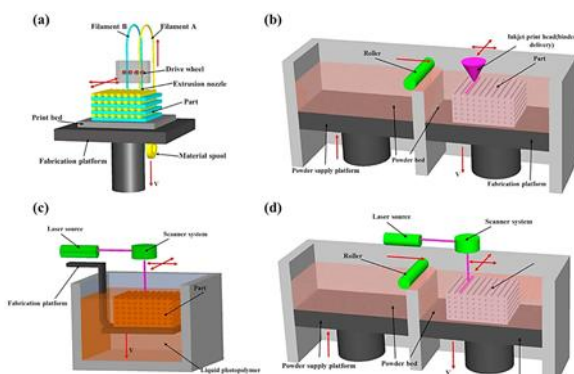 (a)
Filament B
Filament A
Drive wheel
Extrusion nozzle
Part
Print bed
Fabrication platform
Material spool
V
(b)
Inkjet print head(binder
delivery)
Roller
Part
Powder bed
Powder supply platform
V
Fabrication platform
(c)
Laser source
Scanner system
Fabrication platform
Part
V
Liquid photopolymer
(d)
Laser source
Scanner system
Roller
Powder bed
Powder supply platform
V